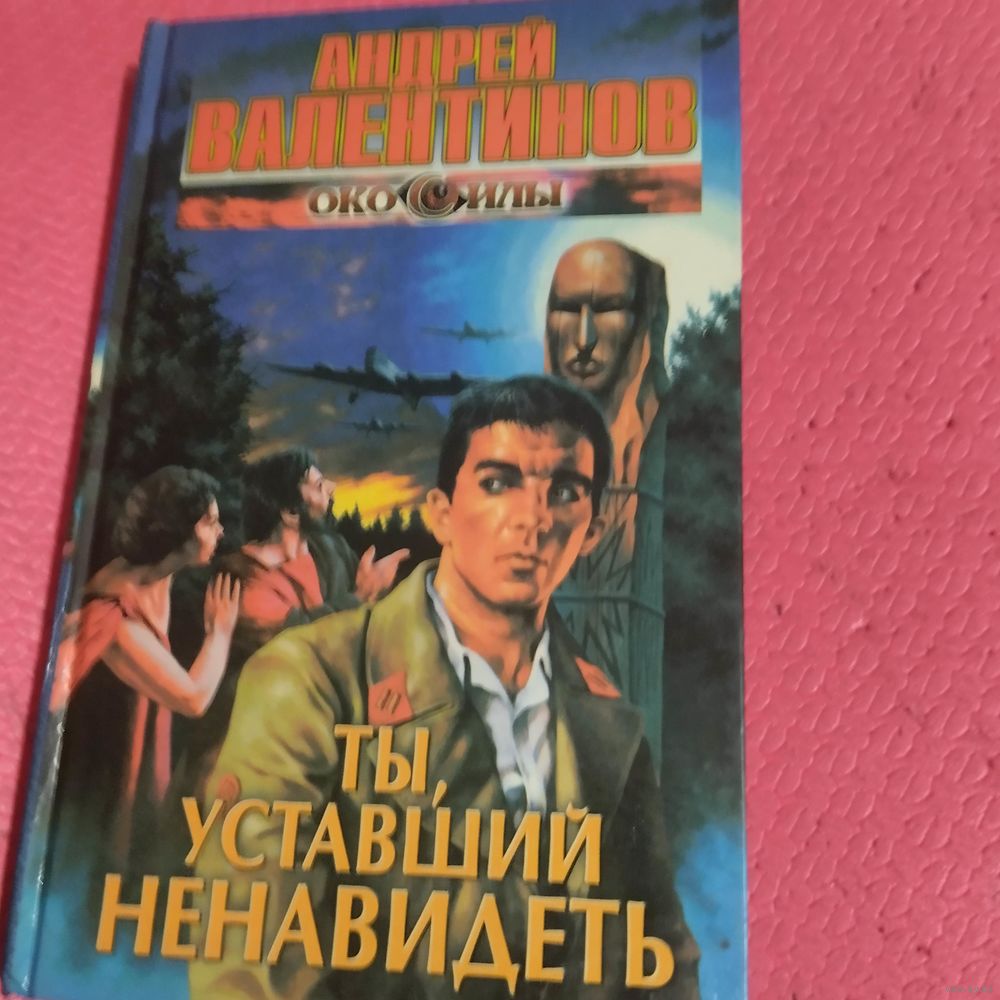 АНДРЕЙ
ВАЛЕНТИНОВ
ОКО СИЛЫ
ТЫ,
УСТАВШИЙ
НЕНАВИДЕТЬ